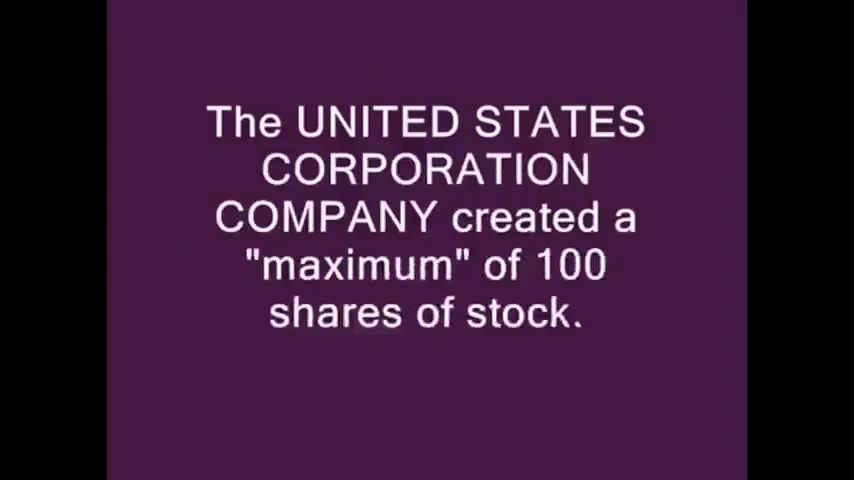 The UNITED STATES
CORPORATION
COMPANY created a
"maximum" of 100
shares of stock.